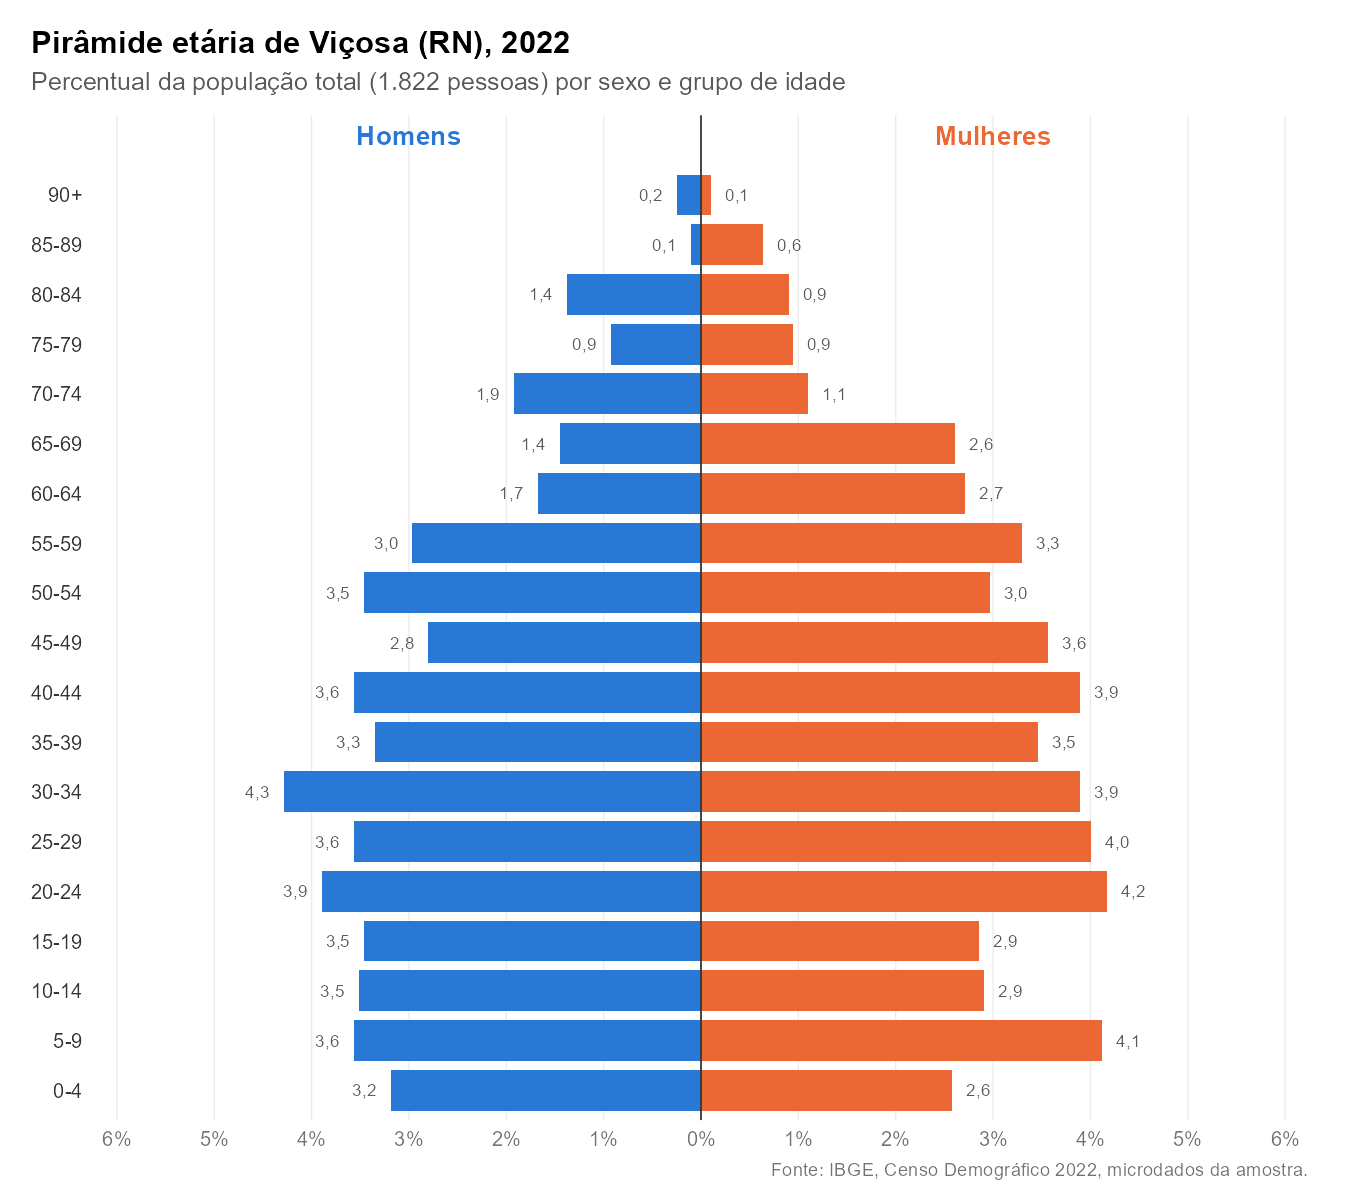 Pirâmide etária de Viçosa (RN), 2022
Percentual da população total (1.822 pessoas) por sexo e grupo de idade
Homens Mulheres
90+ 0,2 0,1
85-89 0,1 0,6
80-84 1,4 0,9
75-79 0,9 0,9
70-74 1,9 1,1
65-69 1,4 2,6
60-64 1,7 2,7
55-59 3,0 3,3
50-54 3,5 3,0
45-49 2,8 3,6
40-44 3,6 3,9
35-39 3,3 3,5
30-34 4,3 3,9
25-29 3,6 4,0
20-24 3,9 4,2
15-19 3,5 2,9
10-14 3,5 2,9
5-9 3,6 4,1
0-4 3,2 2,6
6% 5% 4% 3% 2% 1% 0% 1% 2% 3% 4% 5% 6%
Fonte: IBGE, Censo Demográfico 2022, microdados da amostra.